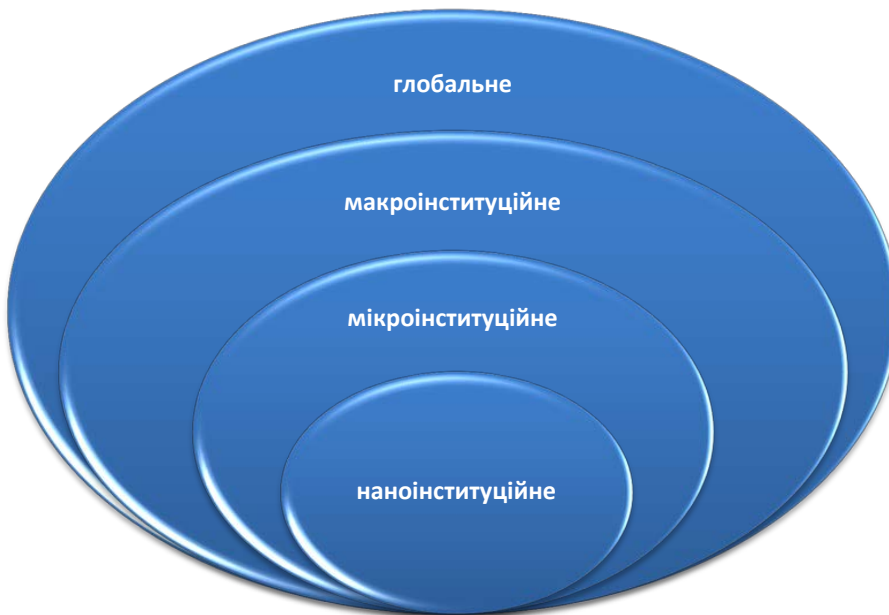 глобальне
макроінституційне
мікроінституційне
наноінституційне